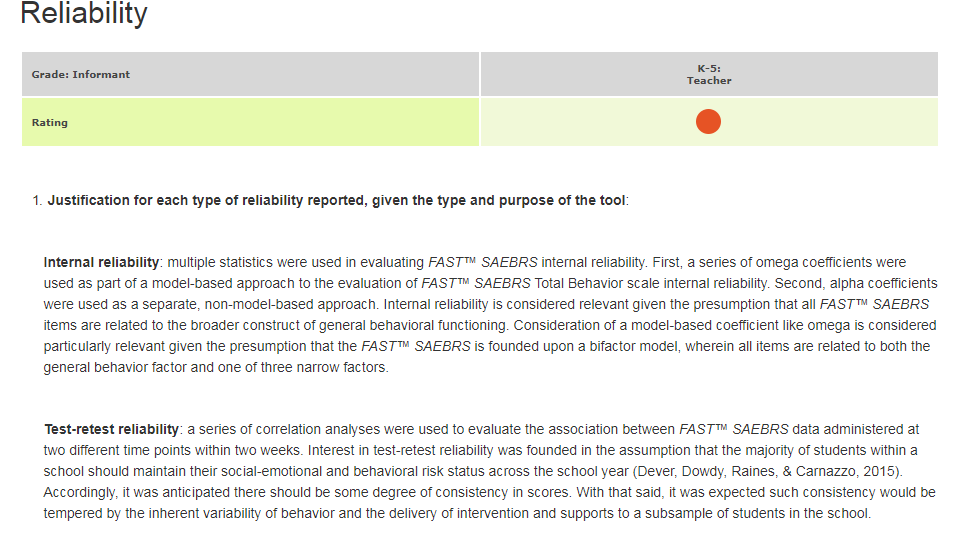 Reliability
Grade: Informant
K-5:
Teacher
Rating
1. Justification for each type of reliability reported, given the type and purpose of the tool:
Internal reliability: multiple statistics were used in evaluating FAST™ SAEBRS internal reliability. First, a series of omega coefficients were
used as part of a model-based approach to the evaluation of FAST™ SAEBRS Total Behavior scale internal reliability. Second, alpha coefficients
were used as a separate, non-model-based approach. Internal reliability is considered relevant given the presumption that all FAST™ SAEBRS
items are related to the broader construct of general behavioral functioning. Consideration of a model-based coefficient like omega is considered
particularly relevant given the presumption that the FAST™ SAEBRS is founded upon a bifactor model, wherein all items are related to both the
general behavior factor and one of three narrow factors.
Test-retest reliability: a series of correlation analyses were used to evaluate the association between FAST™ SAEBRS data administered at
two different time points within two weeks. Interest in test-retest reliability was founded in the assumption that the majority of students within a
school should maintain their social-emotional and behavioral risk status across the school year (Dever, Dowdy, Raines, & Carnazzo, 2015).
Accordingly, it was anticipated there should be some degree of consistency in scores. With that said, it was expected such consistency would be
tempered by the inherent variability of behavior and the delivery of intervention and supports to a subsample of students in the school.